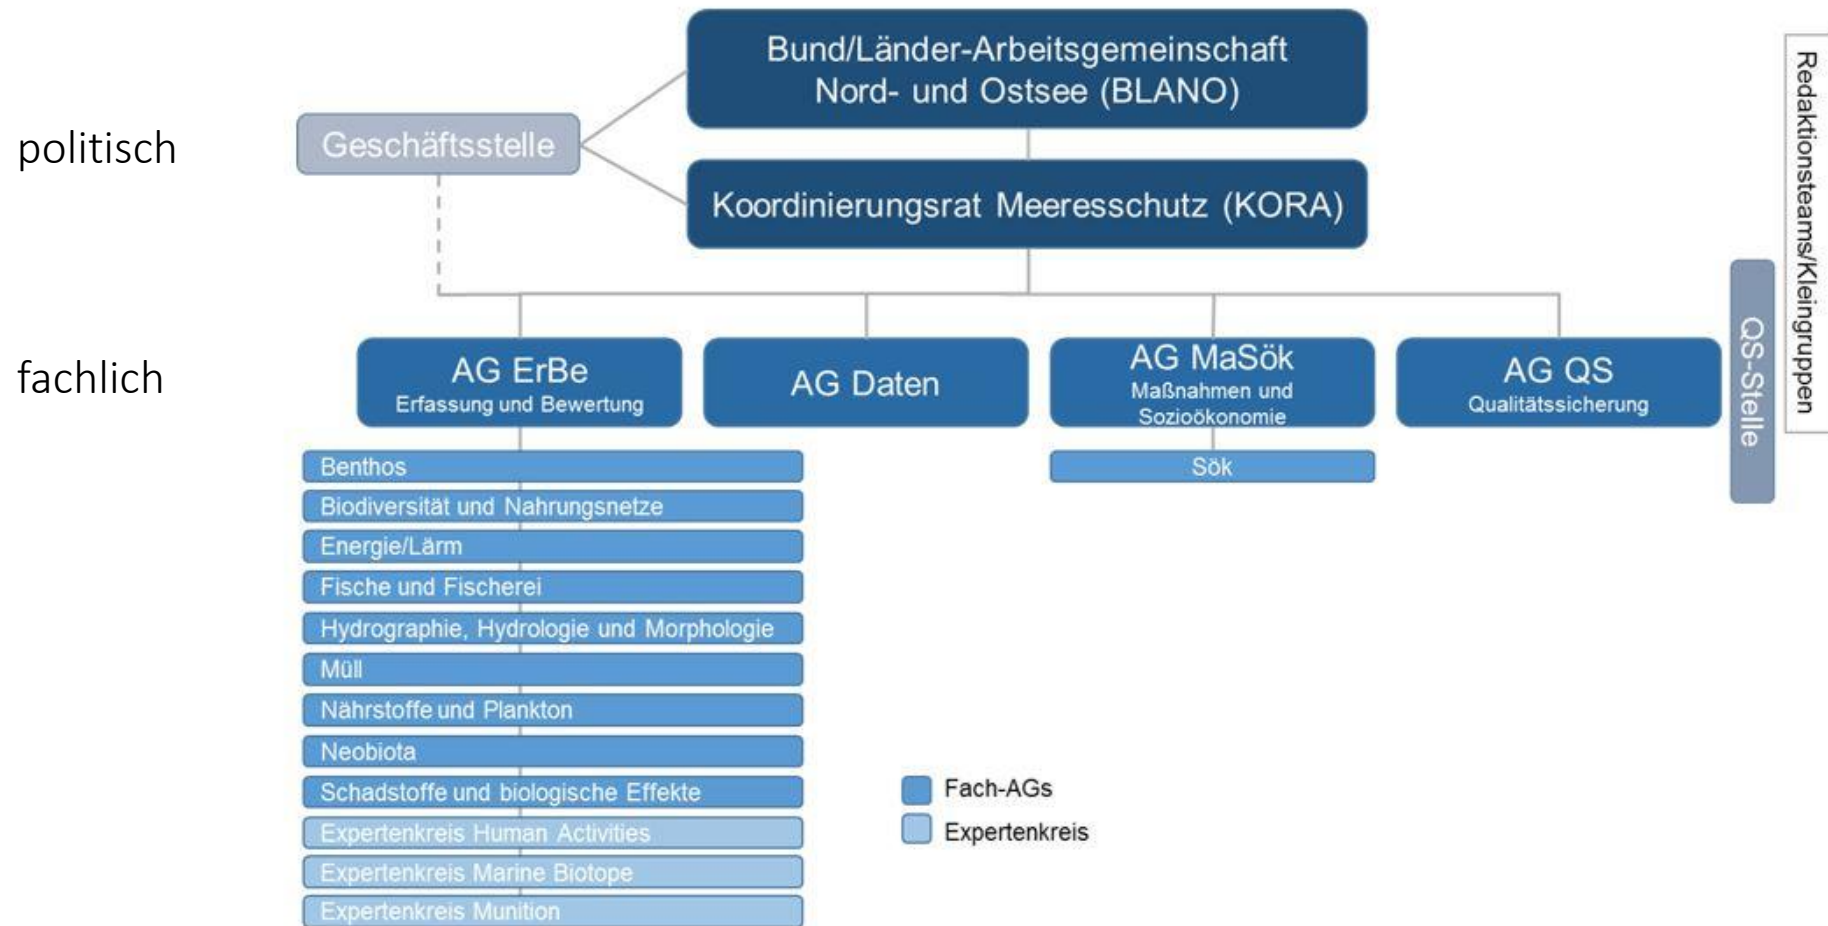 Bund/Länder-Arbeitsgemeinschaft
Nord- und Ostsee (BLANO)
politisch
Geschäftsstelle
Koordinierungsrat Meeresschutz (KORA)
Redaktionsteams/Kleingruppen
QS-Stelle
fachlich
AG ErBe
Erfassung und Bewertung
AG Daten
AG MaSök
Maßnahmen und
Sozioökonomie
AG QS
Qualitätssicherung
Benthos
Biodiversität und Nahrungsnetze
Energie/Lärm
Fische und Fischerei
Hydrographie, Hydrologie und Morphologie
Müll
Nährstoffe und Plankton
Neobiota
Schadstoffe und biologische Effekte
Expertenkreis Human Activities
Expertenkreis Marine Biotope
Expertenkreis Munition
Sök
Fach-AGs
Expertenkreis